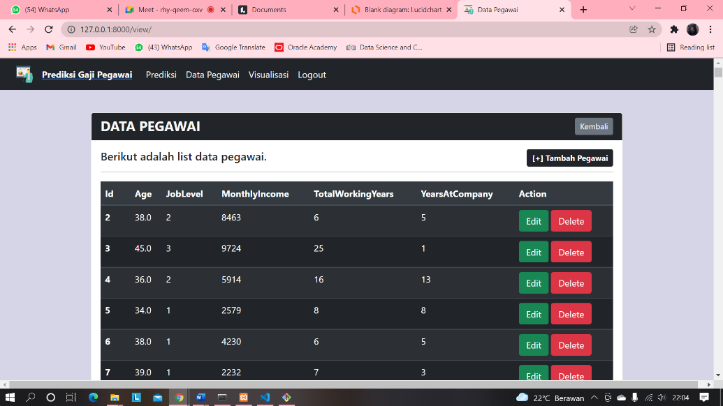 (54) WhatsApp
Meet - rhy-qeem-oxv
Documents
Blank diagram: Lucidchart
Data Pegawai
127.0.0.1:8000/view/
Apps Gmail YouTube (43) WhatsApp Google Translate Oracle Academy Data Science and C... Reading list
Prediksi Gaji Pegawai Prediksi Data Pegawai Visualisasi Logout
DATA PEGAWAI Kembali
Berikut adalah list data pegawai. [+] Tambah Pegawai
Id Age JobLevel MonthlyIncome TotalWorkingYears YearsAtCompany Action
2 38.0 2 8463 6 5 Edit Delete
3 45.0 3 9724 25 1 Edit Delete
4 36.0 2 5914 16 13 Edit Delete
5 34.0 1 2579 8 8 Edit Delete
6 38.0 1 4230 6 5 Edit Delete
7 39.0 1 2232 7 3 Edit Delete
22°C Berawan 22:04